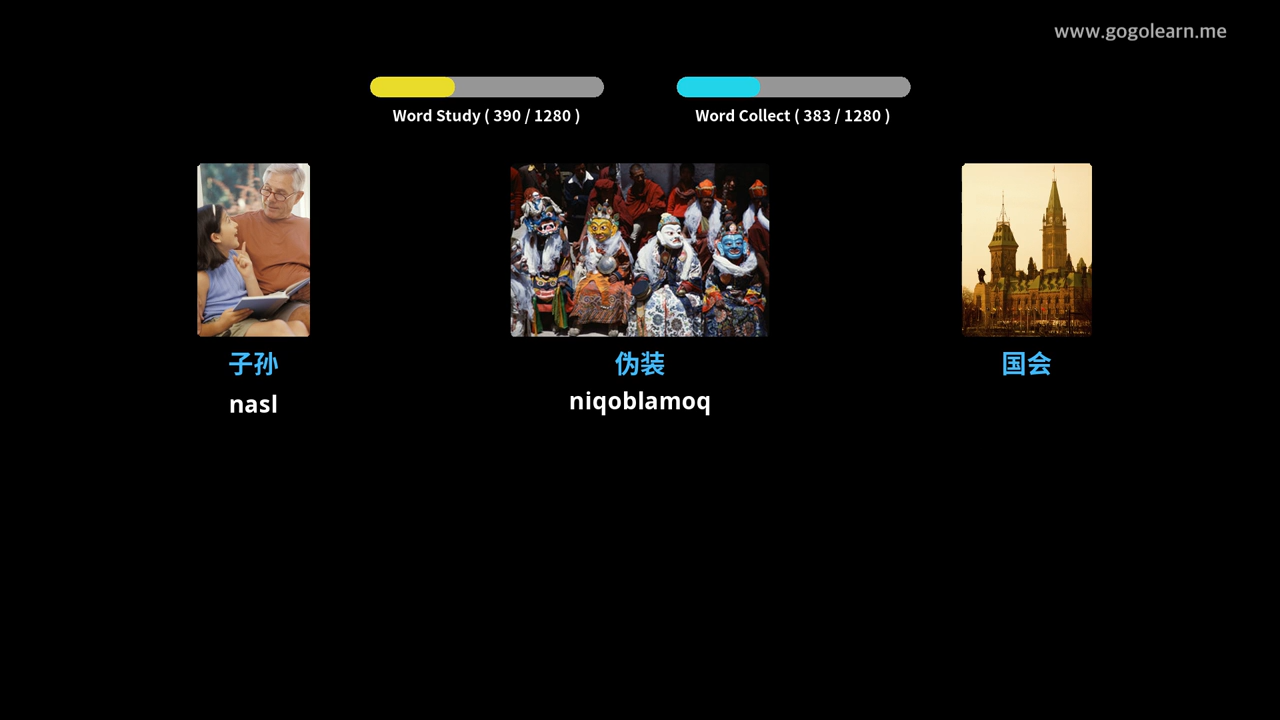 www.gogolearn.me
Word Study ( 390 / 1280 )
Word Collect ( 383 / 1280 )
子孙
伪装
国会
nasl
niqoblamoq